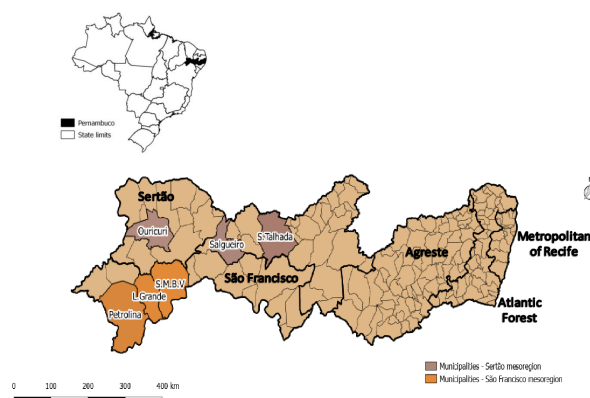 Pernambuco
State limits
Sertão
Ouricuri
Salgueiro
S.Talhada
Agreste
Metropolitan
of Recife
São Francisco
S.M.B.V
L.Grande
Petrolina
Atlantic
Forest
Municipalities - Sertão mesoregion
Municipalities - São Francisco mesoregion
0 100 200 300 400 km